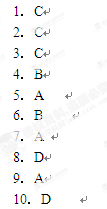 1. C
2. C
3. C
4. B
5. A
6. B
7. A
8. D
9. A
10. D